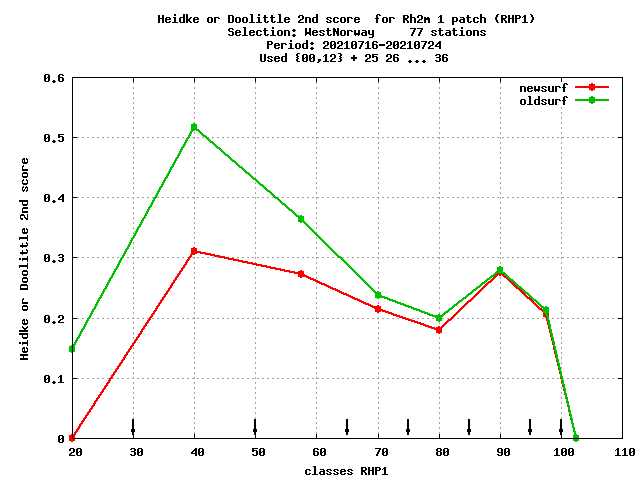 Heidke or Doolittle 2nd score  for Rh2m 1 patch (RHP1)
Selection: WestNorway     77 stations
Period: 20210716-20210724
Used {00,12} + 25 26 ... 36
newsurf
oldsurf
0.6
0.5
0.4
0.3
0.2
0.1
0
Heidke or Doolittle 2nd score
20 30 40 50 60 70 80 90 100 110
classes RHP1